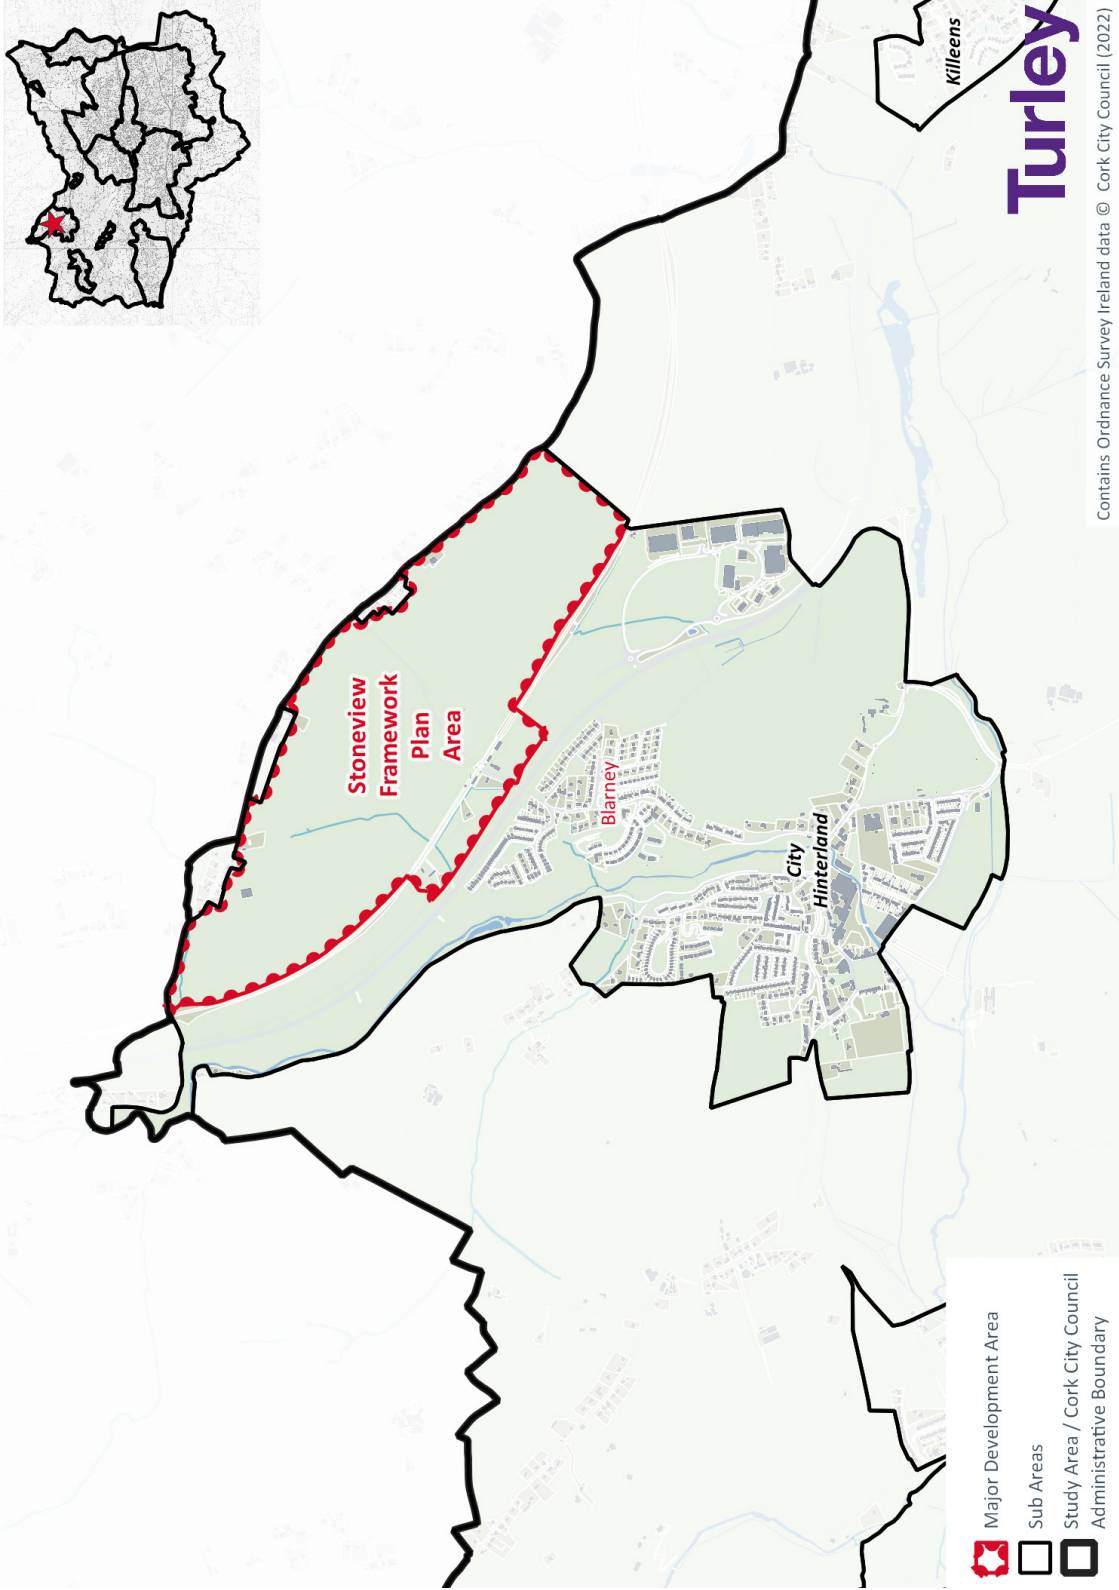 Stoneview
Framework
Plan
Area
Blarney
City
Hinterland
Killeens
Major Development Area
Sub Areas
Study Area / Cork City Council
Administrative Boundary
Turley
Contains Ordnance Survey Ireland data © Cork City Council (2022)